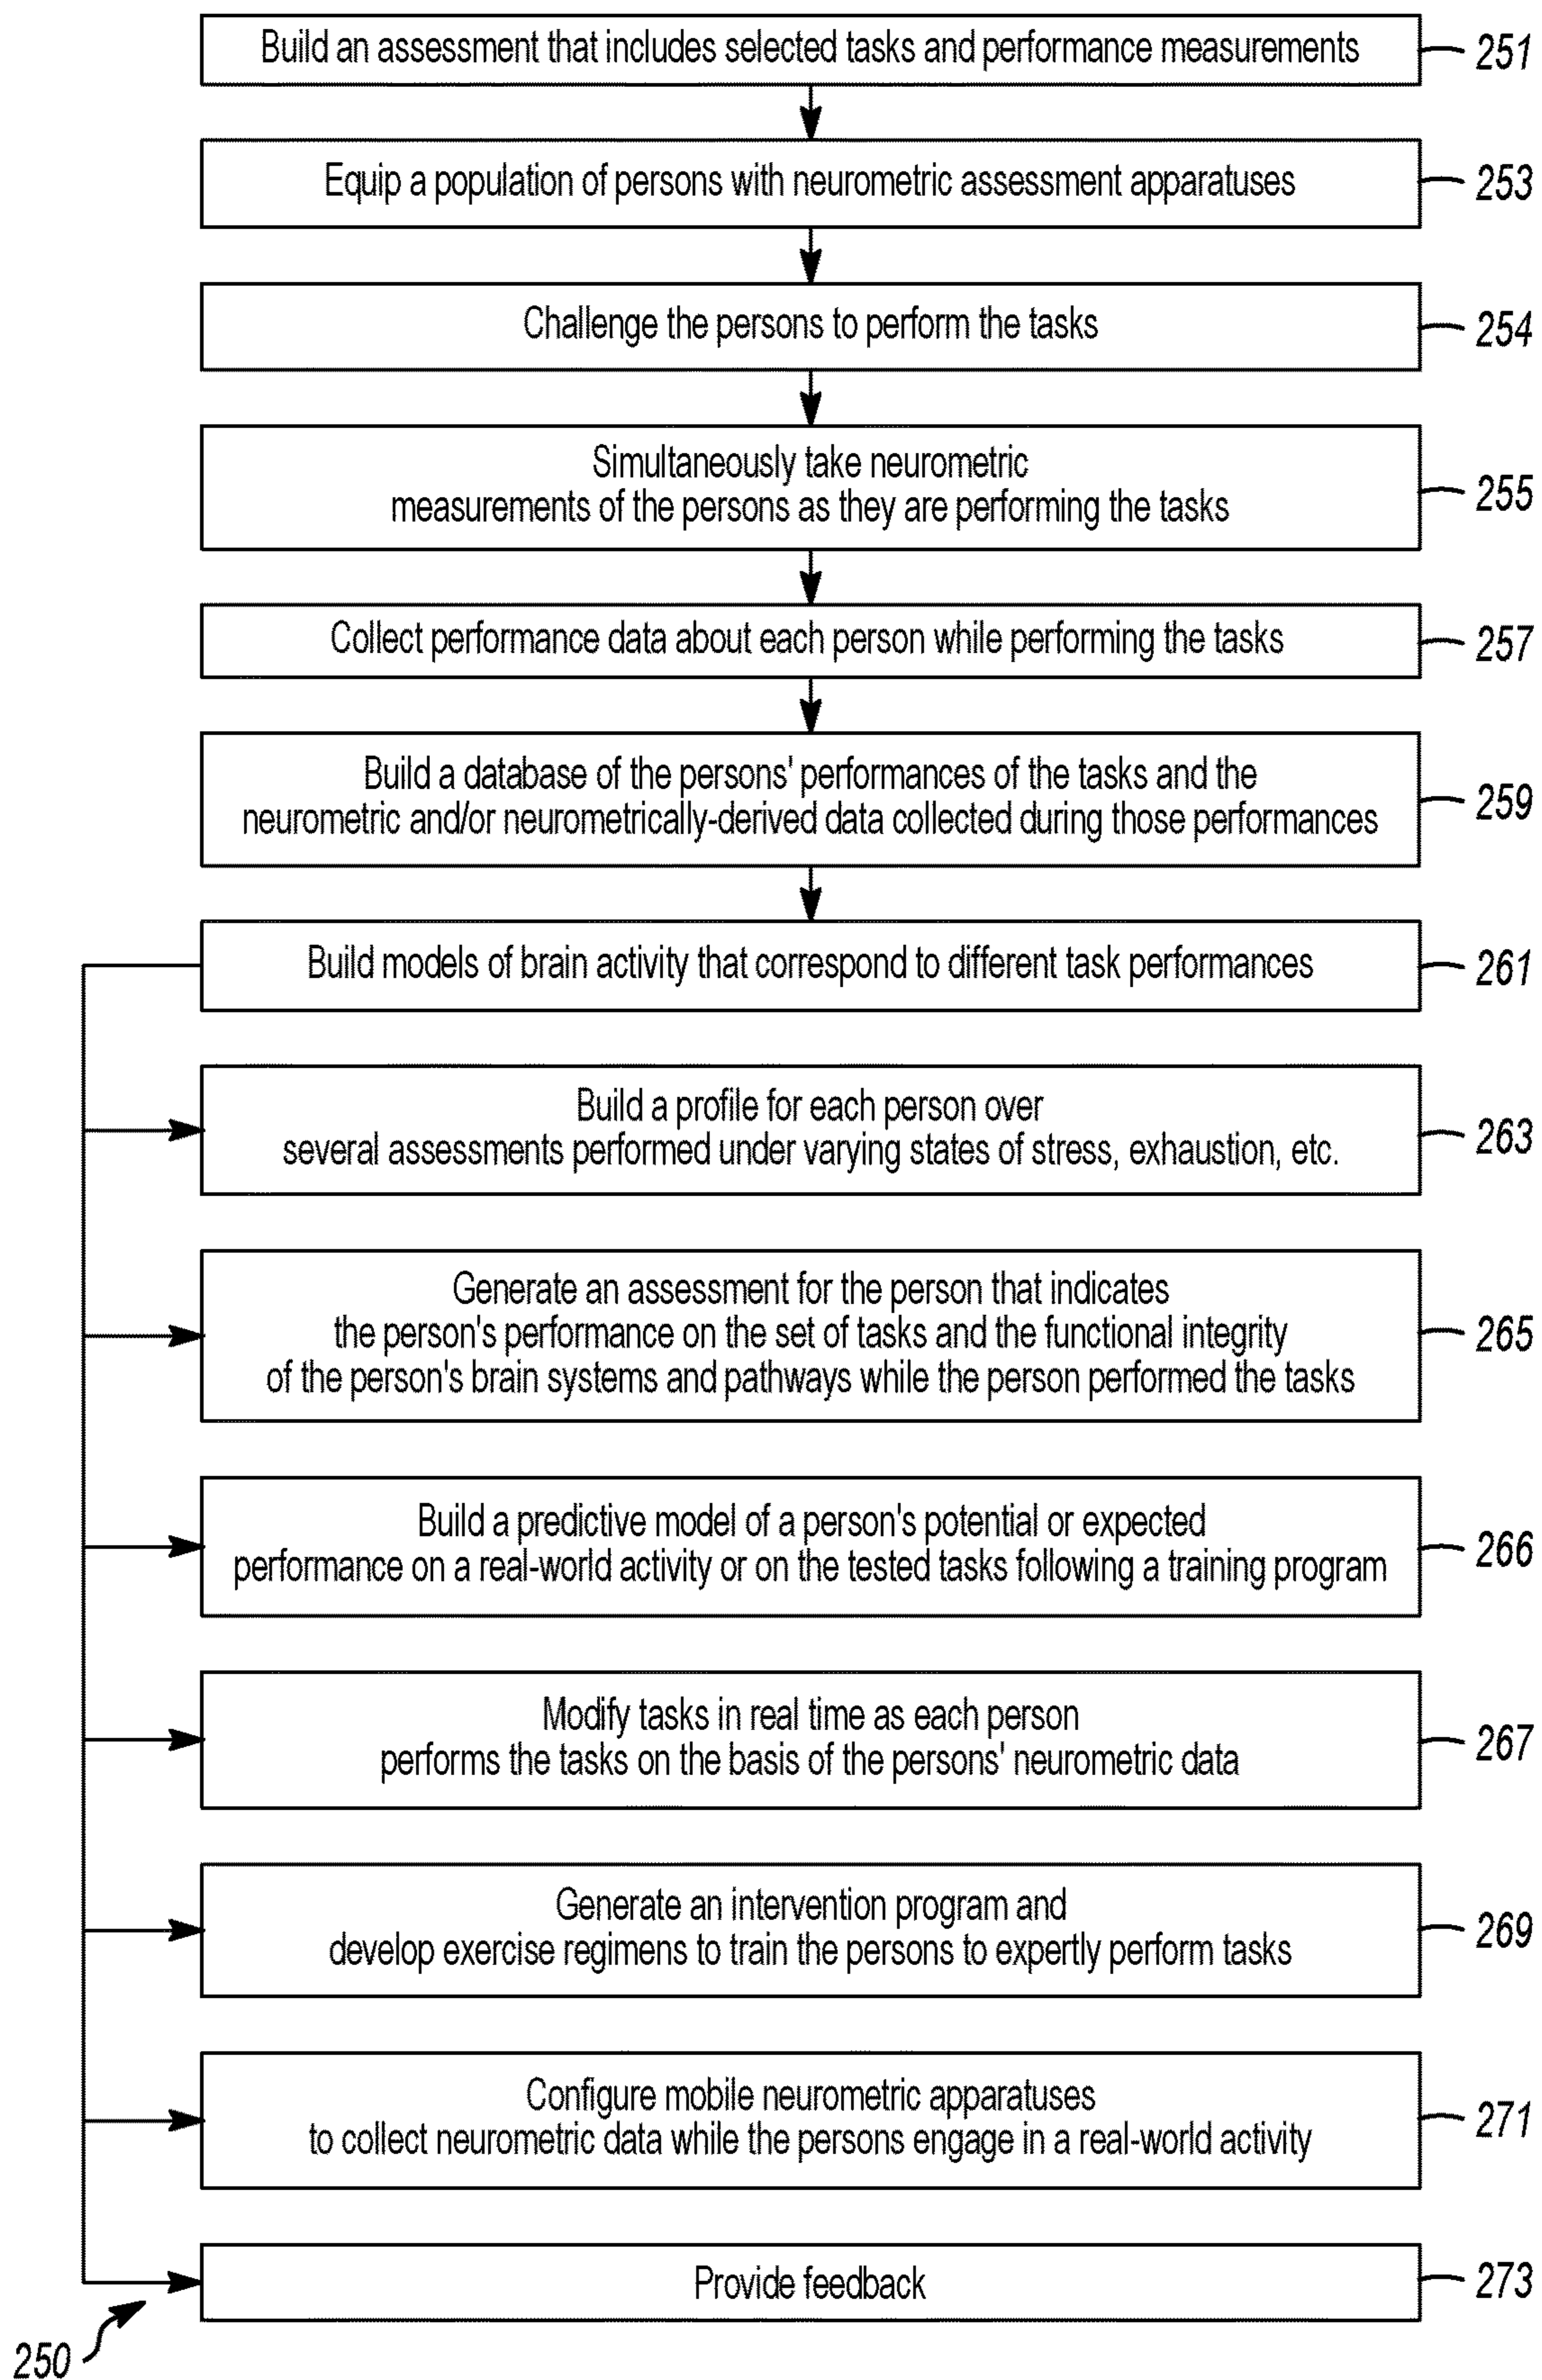 Build an assessment that includes selected tasks and performance measurements
251
Equip a population of persons with neurometric assessment apparatuses
253
Challenge the persons to perform the tasks
254
Simultaneously take neurometric
measurements of the persons as they are performing the tasks
255
Collect performance data about each person while performing the tasks
257
Build a database of the persons' performances of the tasks and the
neurometric and/or neurometrically-derived data collected during those performances
259
Build models of brain activity that correspond to different task performances
261
Build a profile for each person over
several assessments performed under varying states of stress, exhaustion, etc.
263
Generate an assessment for the person that indicates
the person's performance on the set of tasks and the functional integrity
of the person's brain systems and pathways while the person performed the tasks
265
Build a predictive model of a person's potential or expected
performance on a real-world activity or on the tested tasks following a training program
266
Modify tasks in real time as each person
performs the tasks on the basis of the persons' neurometric data
267
Generate an intervention program and
develop exercise regimens to train the persons to expertly perform tasks
269
Configure mobile neurometric apparatuses
to collect neurometric data while the persons engage in a real-world activity
271
Provide feedback
273
250